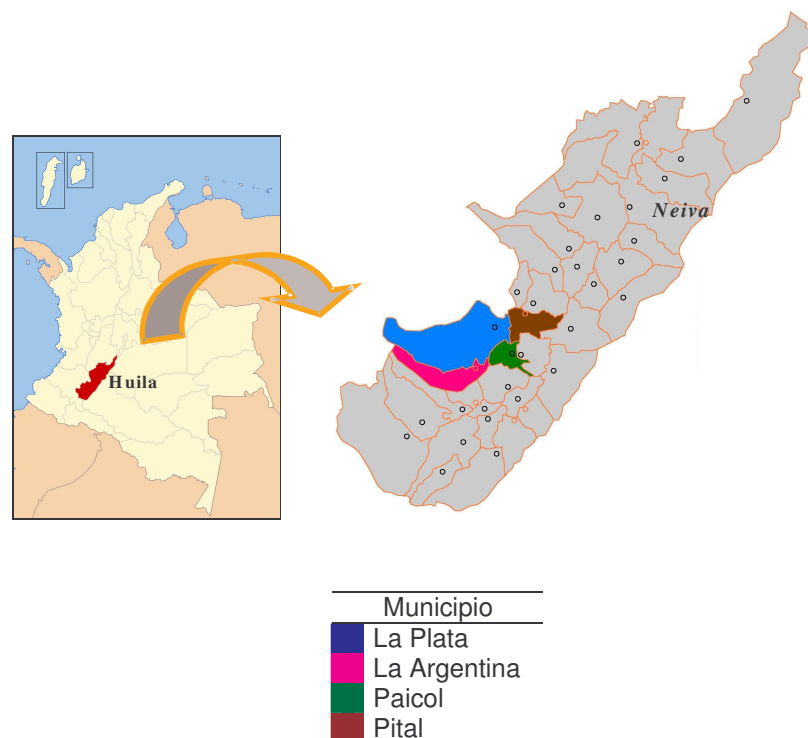 Neiva
Huila
Municipio
La Plata
La Argentina
Paicol
Pital